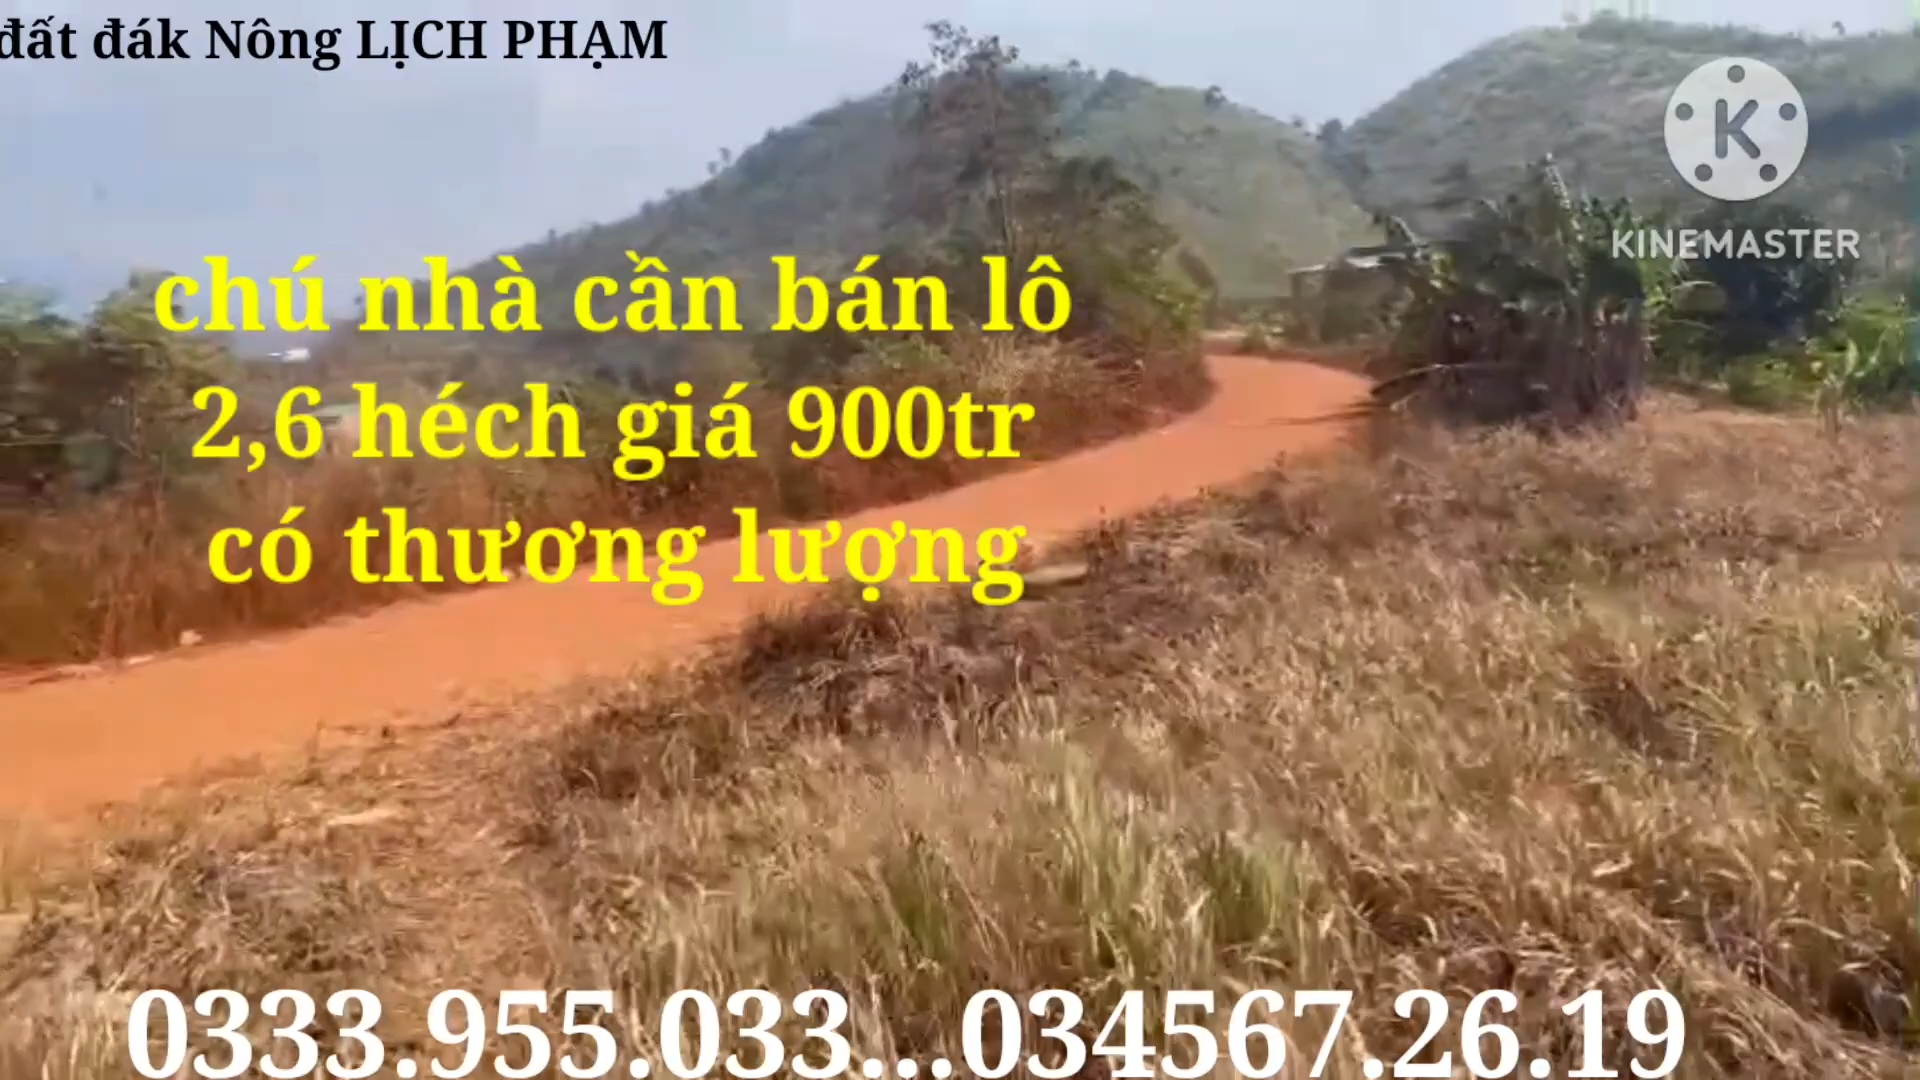 đất đák Nông LỊCH PHẠM
K
KINEMASTER
chú nhà cần bán lô
2,6 héch giá 900tr
có thương lượng
0333.955.033...034567.26.19